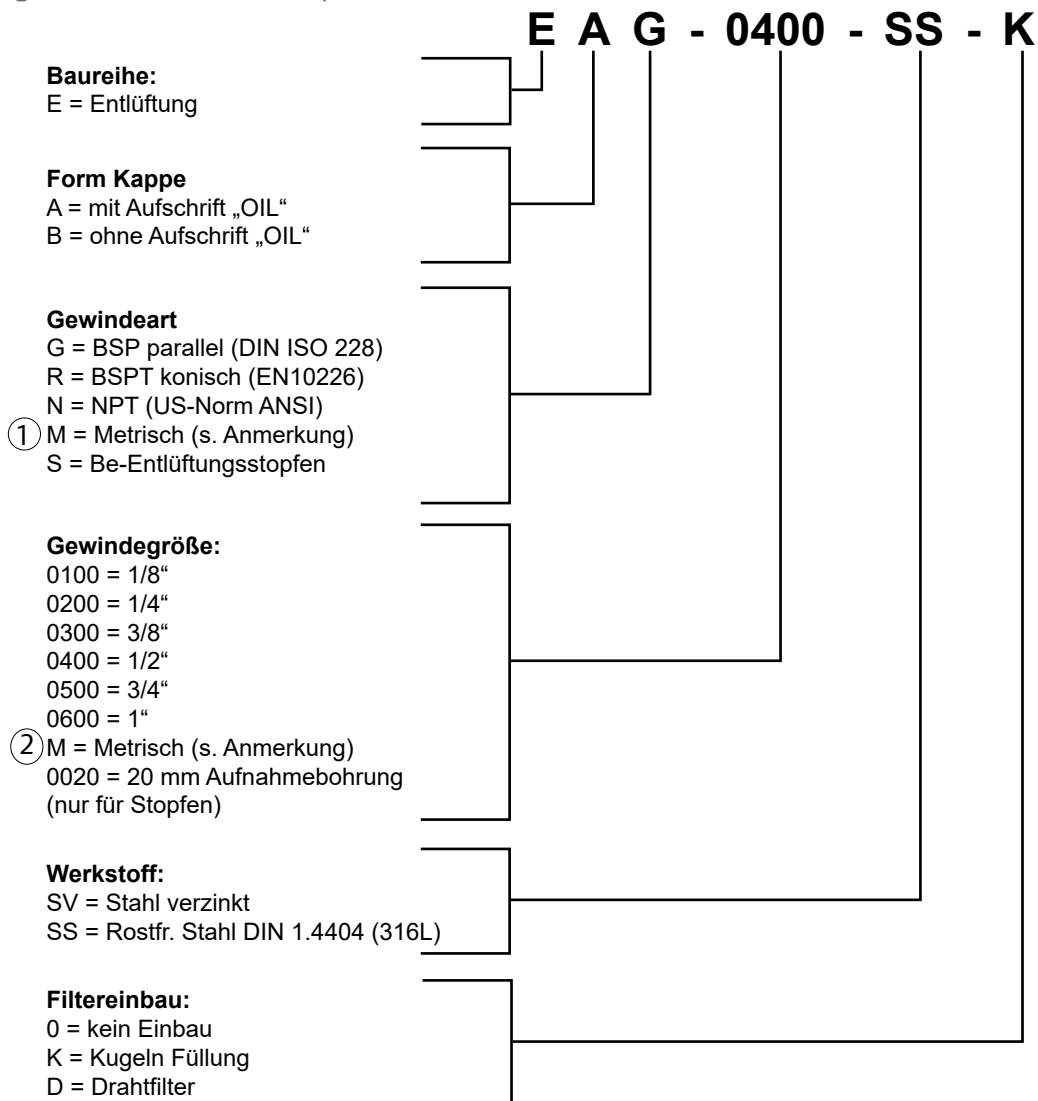 E A G - 0400 - SS - K
Baureihe:
E = Entlüftung
Form Kappe
A = mit Aufschrift „OIL“
B = ohne Aufschrift „OIL“
Gewindeart
G = BSP parallel (DIN ISO 228)
R = BSPT konisch (EN10226)
N = NPT (US-Norm ANSI)
① M = Metrisch (s. Anmerkung)
S = Be-Entlüftungsstopfen
Gewindegröße:
0100 = 1/8“
0200 = 1/4“
0300 = 3/8“
0400 = 1/2“
0500 = 3/4“
0600 = 1“
② M = Metrisch (s. Anmerkung)
0020 = 20 mm Aufnahmebohrung
(nur für Stopfen)
Werkstoff:
SV = Stahl verzinkt
SS = Rostfr. Stahl DIN 1.4404 (316L)
Filtereinbau:
0 = kein Einbau
K = Kugeln Füllung
D = Drahtfilter